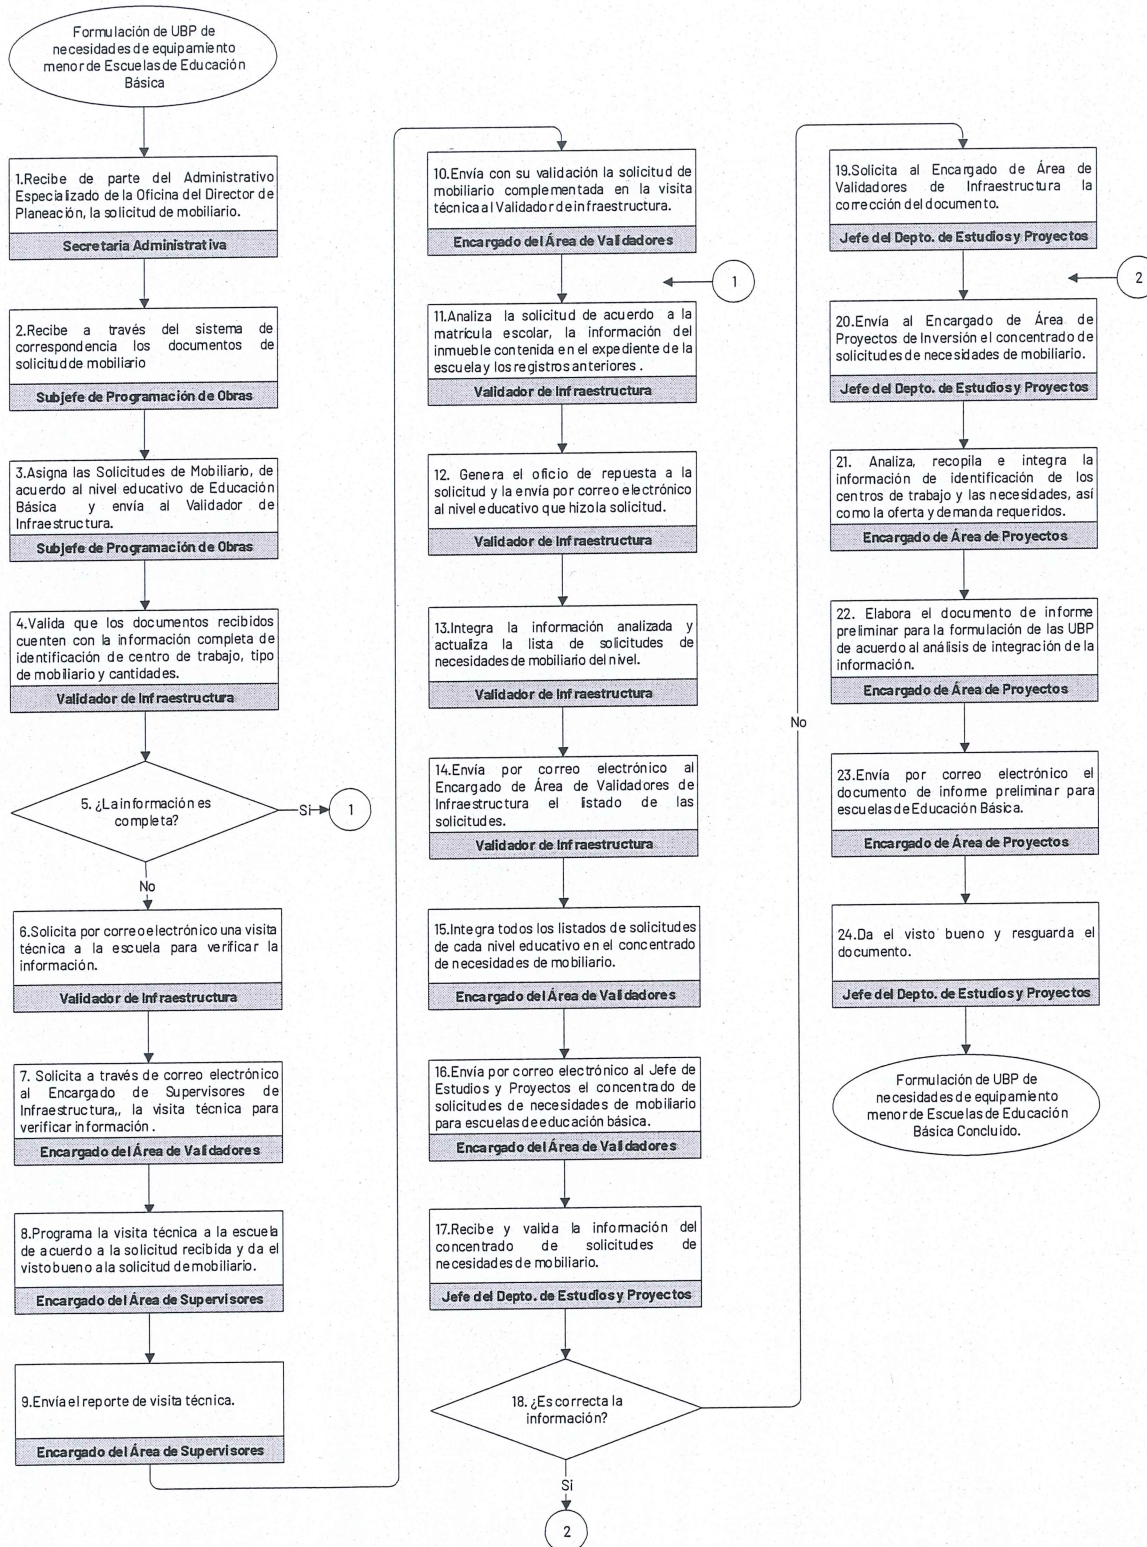 Formulación de UBP de
necesidades de equipamiento
menor de Escuelas de Educación
Básica
1.Recibe de parte del Administrativo
Especializado de la Oficina del Director de
Planeación, la solicitud de mobiliario.
Secretaria Administrativa
2.Recibe a través del sistema de
correspondencia los documentos de
solicitud de mobiliario
Subjefe de Programación de Obras
3.Asigna las Solicitudes de Mobiliario, de
acuerdo al nivel educativo de Educación
Básica y envía al Validador de
Infraestructura.
Subjefe de Programación de Obras
4.Valida que los documentos recibidos
cuenten con la información completa de
identificación de centro de trabajo, tipo
de mobiliario y cantidades.
Validador de Infraestructura
5. ¿La información es
completa?
Si
1
No
6.Solicita por correo electrónico una visita
técnica a la escuela para verificar la
información.
Validador de Infraestructura
7. Solicita a través de correo electrónico
al Encargado de Supervisores de
Infraestructura,, la visita técnica para
verificar información .
Encargado del Área de Validadores
8.Programa la visita técnica a la escuela
de acuerdo a la solicitud recibida y da el
visto bueno a la solicitud de mobiliario.
Encargado del Área de Supervisores
9.Envía el reporte de visita técnica.
Encargado del Área de Supervisores
10.Envía con su validación la solicitud de
mobiliario complementada en la visita
técnica al Validador de infraestructura.
Encargado del Área de Validadores
1
11.Analiza la solicitud de acuerdo a la
matrícula escolar, la información del
inmueble contenida en el expediente de la
escuela y los registros anteriores .
Validador de Infraestructura
12. Genera el oficio de repuesta a la
solicitud y la envía por correo electrónico
al nivel educativo que hizo la solicitud.
Validador de Infraestructura
13.Integra la información analizada y
actualiza la lista de solicitudes de
necesidades de mobiliario del nivel.
Validador de Infraestructura
14.Envía por correo electrónico al
Encargado de Área de Validadores de
Infraestructura el listado de las
solicitudes.
Validador de Infraestructura
15.Integra todos los listados de solicitudes
de cada nivel educativo en el concentrado
de necesidades de mobiliario.
Encargado del Área de Validadores
16.Envía por correo electrónico al Jefe de
Estudios y Proyectos el concentrado de
solicitudes de necesidades de mobiliario
para escuelas de educación básica.
Encargado del Área de Validadores
17.Recibe y valida la información del
concentrado de solicitudes de
necesidades de mobiliario.
Jefe del Depto. de Estudios y Proyectos
18. ¿Es correcta la
información?
Si
2
No
19.Solicita al Encargado de Área de
Validadores de Infraestructura la
corrección del documento.
Jefe del Depto. de Estudios y Proyectos
2
20.Envía al Encargado de Área de
Proyectos de Inversión el concentrado de
solicitudes de necesidades de mobiliario.
Jefe del Depto. de Estudios y Proyectos
21. Analiza, recopila e integra la
información de identificación de los
centros de trabajo y las necesidades, así
como la oferta y demanda requeridos.
Encargado de Área de Proyectos
22. Elabora el documento de informe
preliminar para la formulación de las UBP
de acuerdo al análisis de integración de la
información.
Encargado de Área de Proyectos
23.Envía por correo electrónico el
documento de informe preliminar para
escuelas de Educación Básica.
Encargado de Área de Proyectos
24.Da el visto bueno y resguarda el
documento.
Jefe del Depto. de Estudios y Proyectos
Formulación de UBP de
necesidades de equipamiento
menor de Escuelas de Educación
Básica Concluido.